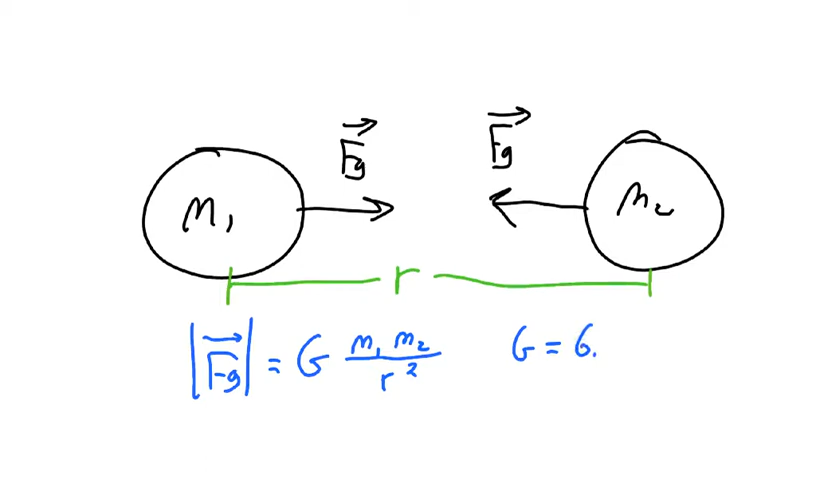 F⃗g F⃗g
m₁ m₂
r
|F⃗g| = G m₁ m₂ / r² G = 6.